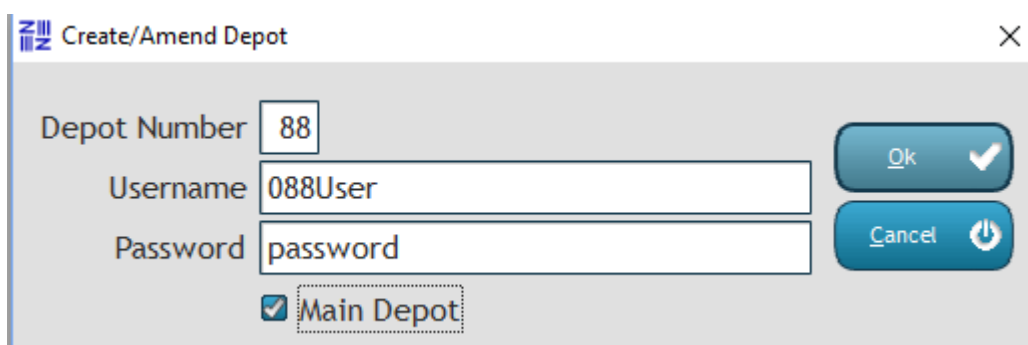 Create/Amend Depot
Depot Number 88
Ok
Username 088User
Password password
Cancel
Main Depot